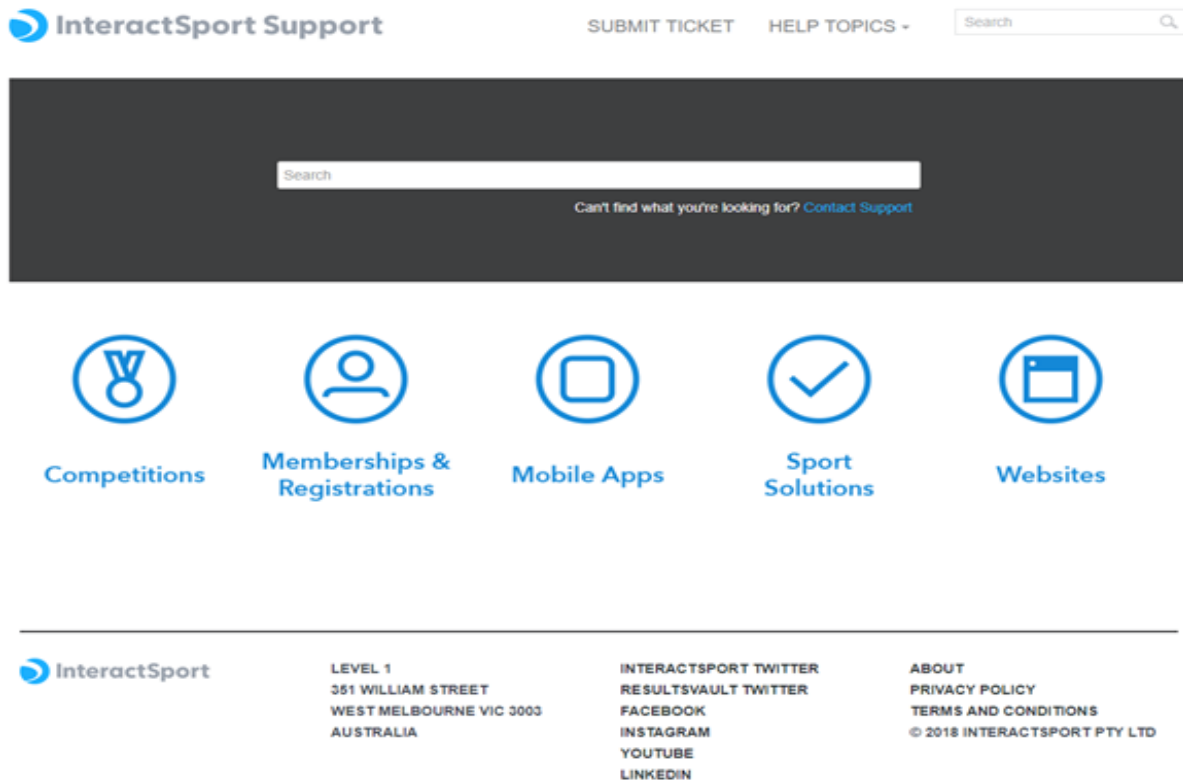 InteractSport Support
SUBMIT TICKET
HELP TOPICS
Search
Search
Can't find what you're looking for? Contact Support
Competitions
Memberships &
Registrations
Mobile Apps
Sport
Solutions
Websites
InteractSport
LEVEL 1
351 WILLIAM STREET
WEST MELBOURNE VIC 3003
AUSTRALIA
INTERACTSPORT TWITTER
RESULTSVAULT TWITTER
FACEBOOK
INSTAGRAM
YOUTUBE
LINKEDIN
ABOUT
PRIVACY POLICY
TERMS AND CONDITIONS
© 2018 INTERACTSPORT PTY LTD